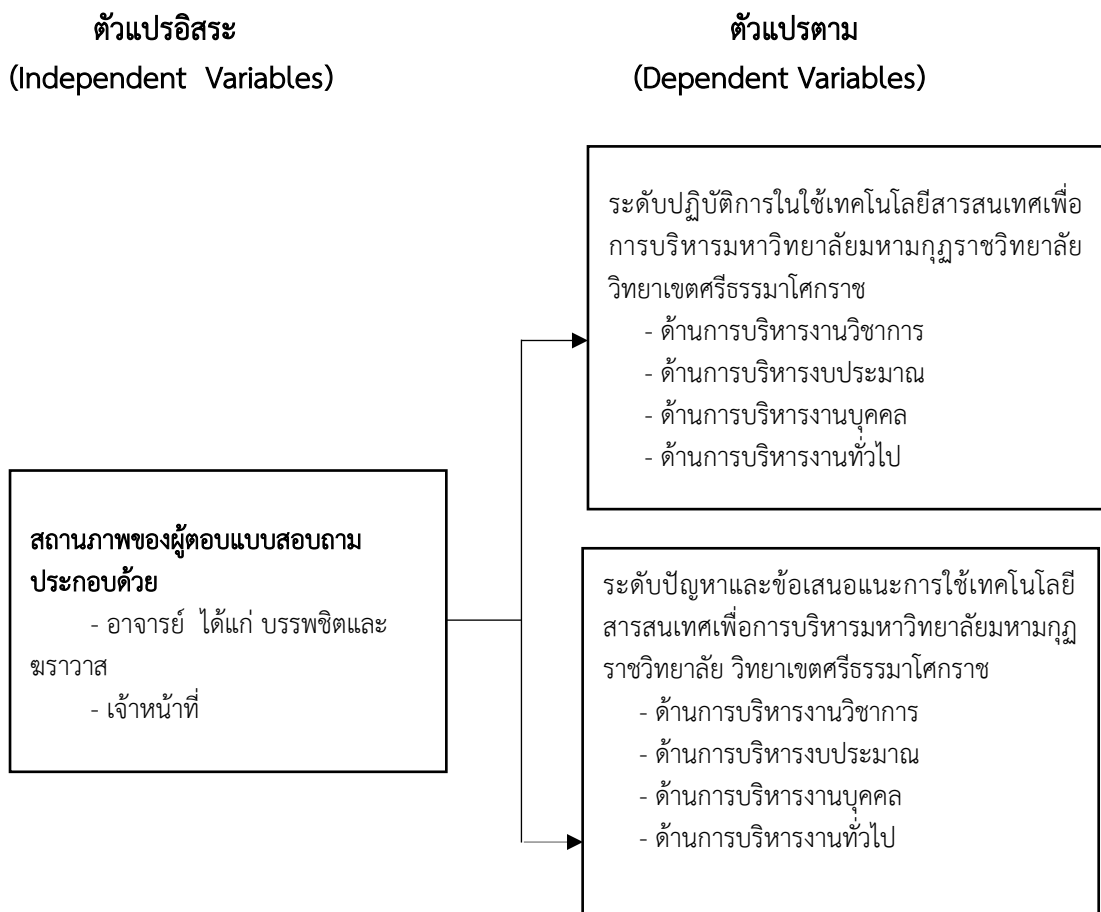 ตัวแปรอิสระ
(Independent Variables)
ตัวแปรตาม
(Dependent Variables)
สถานภาพของผู้ตอบแบบสอบถาม
ประกอบด้วย
- อาจารย์ ได้แก่ บรรพชิตและ
ฆราวาส
- เจ้าหน้าที่
ระดับปฏิบัติการในใช้เทคโนโลยีสารสนเทศเพื่อ
การบริหารมหาวิทยาลัยมหามกุฏราชวิทยาลัย
วิทยาเขตศรีธรรมาโศกราช
- ด้านการบริหารงานวิชาการ
- ด้านการบริหารงบประมาณ
- ด้านการบริหารงานบุคคล
- ด้านการบริหารงานทั่วไป
ระดับปัญหาและข้อเสนอแนะการใช้เทคโนโลยี
สารสนเทศเพื่อการบริหารมหาวิทยาลัยมหามกุฏ
ราชวิทยาลัย วิทยาเขตศรีธรรมาโศกราช
- ด้านการบริหารงานวิชาการ
- ด้านการบริหารงบประมาณ
- ด้านการบริหารงานบุคคล
- ด้านการบริหารงานทั่วไป